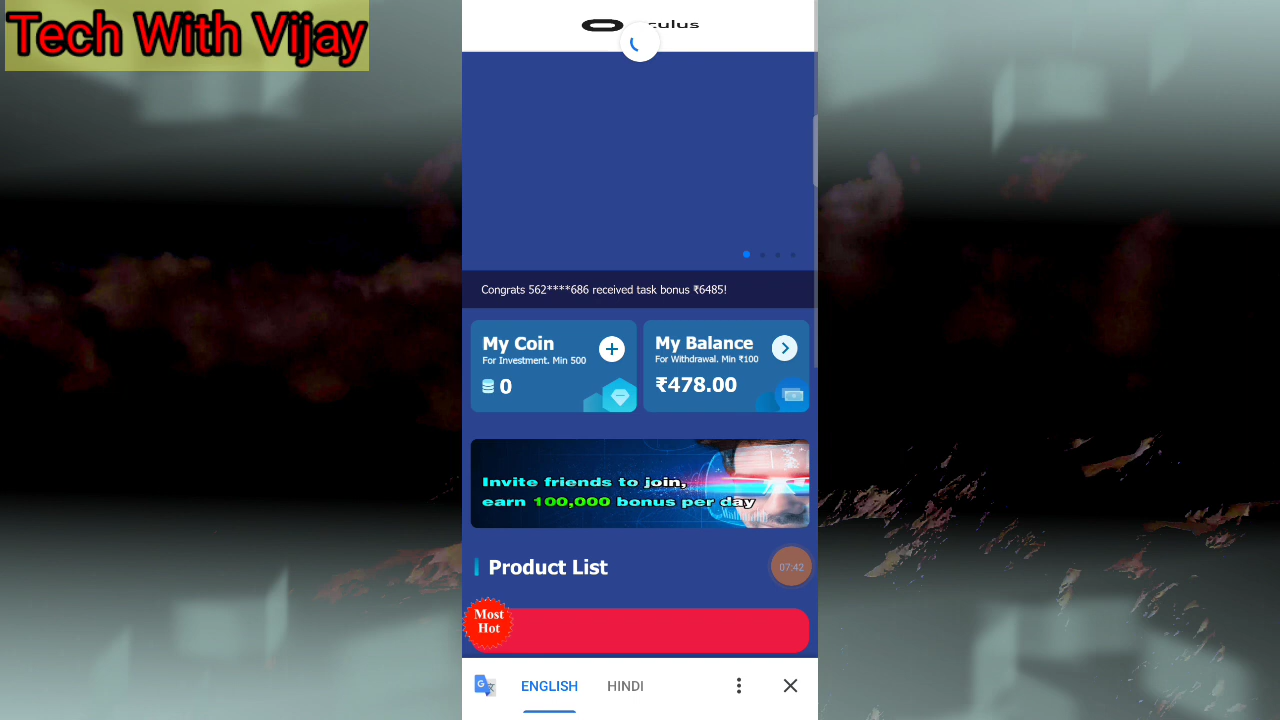 Tech With Vijay
culus
Congrats 562****686 received task bonus ₹6485!
My Coin
For Investment. Min 500
0
My Balance
For Withdrawal. Min ₹100
₹478.00
Invite friends to join,
earn 100,000 bonus per day
Product List
07:42
Most
Hot
ENGLISH
HINDI